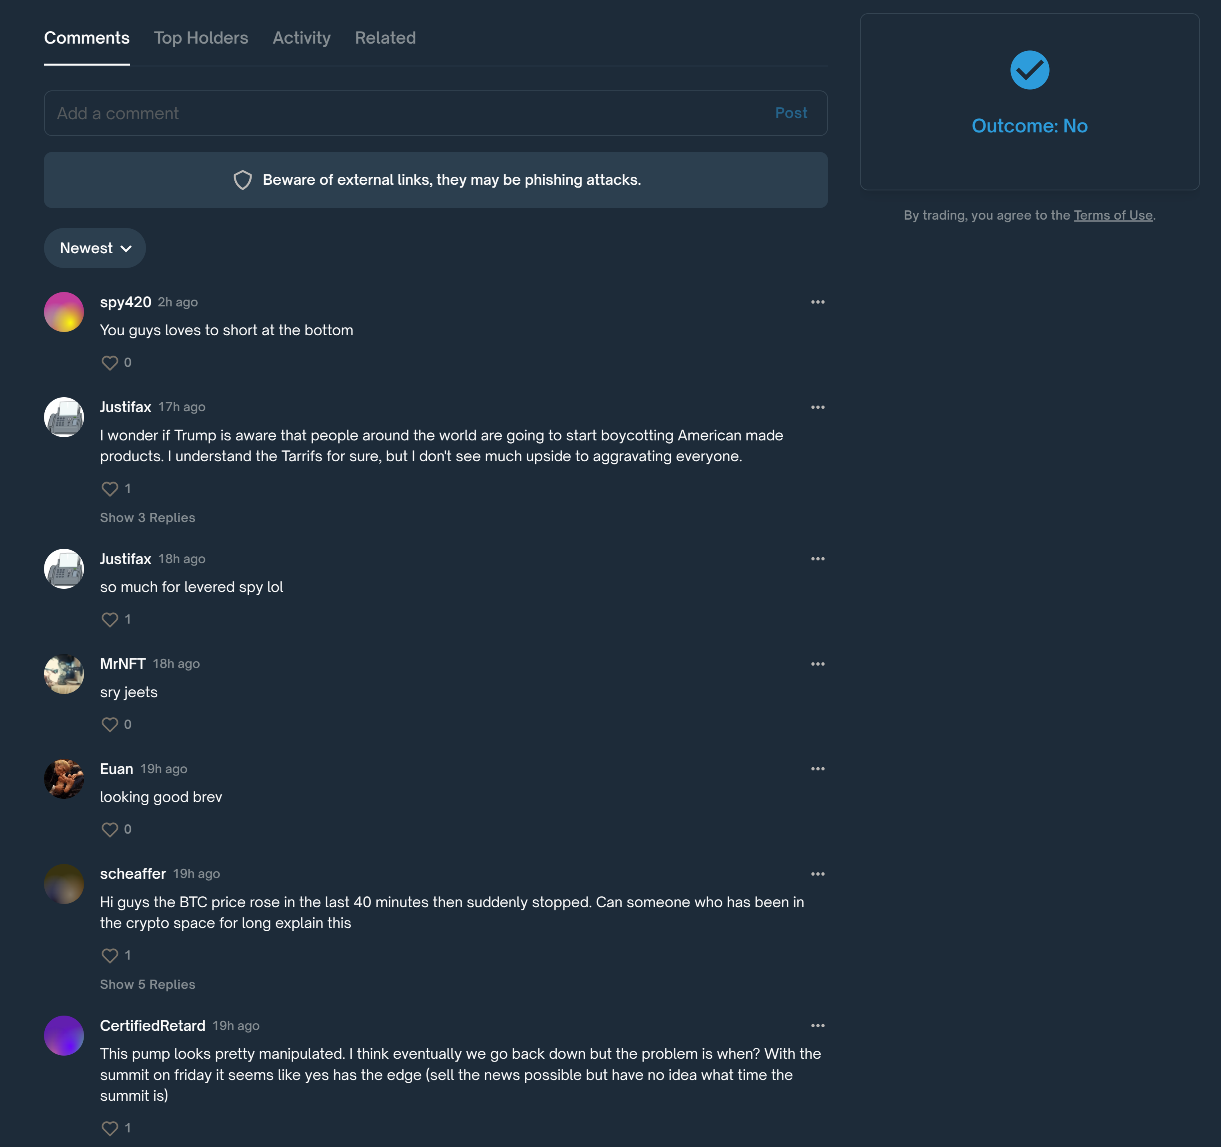 Comments Top Holders Activity Related
Add a comment Post
Beware of external links, they may be phishing attacks.
Newest
spy420 2h ago
You guys loves to short at the bottom
0
Justifax 17h ago
I wonder if Trump is aware that people around the world are going to start boycotting American made
products. I understand the Tarrifs for sure, but I don't see much upside to aggravating everyone.
1
Show 3 Replies
Justifax 18h ago
so much for levered spy lol
1
MrNFT 18h ago
sry jeets
0
Euan 19h ago
looking good brev
0
scheaffer 19h ago
Hi guys the BTC price rose in the last 40 minutes then suddenly stopped. Can someone who has been in
the crypto space for long explain this
1
Show 5 Replies
CertifiedRetard 19h ago
This pump looks pretty manipulated. I think eventually we go back down but the problem is when? With the
summit on friday it seems like yes has the edge (sell the news possible but have no idea what time the
summit is)
1
Outcome: No
By trading, you agree to the Terms of Use.